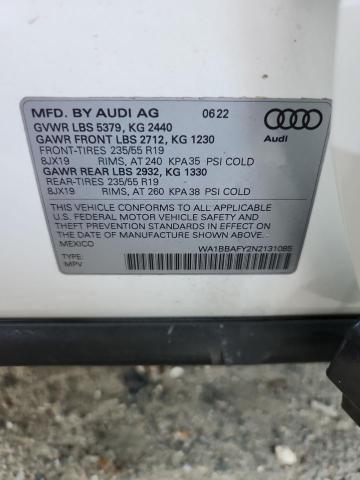 MFD. BY AUDI AG 06/22
GVWR LBS 5379, KG 2440
GAWR FRONT LBS 2712, KG 1230
FRONT-TIRES 235/55 R19
8JX19 RIMS, AT 240 KPA35 PSI COLD
GAWR REAR LBS 2932, KG 1330
REAR-TIRES 235/55 R19
8JX19 RIMS, AT 260 KPA 38 PSI COLD
Audi
THIS VEHICLE CONFORMS TO ALL APPLICABLE
U.S. FEDERAL MOTOR VEHICLE SAFETY, BUMPER, AND
THEFT PREVENTION STANDARDS IN EFFECT
ON THE DATE OF MANUFACTURE SHOWN ABOVE.
MEXICO WA1BBAFY2N2131085
TYPE:
MPV